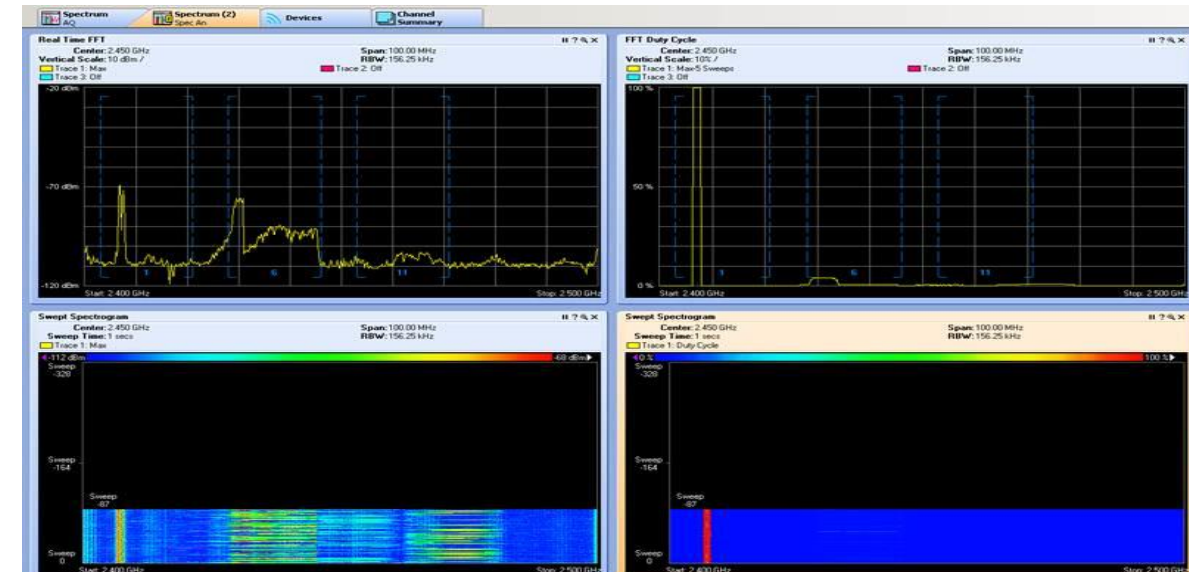 Spectrum
AQ
Spectrum (2)
Spec An
Devices
Channel
Summary
Real Time FFT
Center: 2.450 GHz
Span: 100.00 MHz
Vertical Scale: 10 dBm /
RBW: 156.25 kHz
Trace 1: Max
Trace 2: Off
Trace 3: Off
-20 dBm
-70 dBm
-120 dBm
1
6
11
Start: 2.400 GHz
Stop: 2.500 GHz
FFT Duty Cycle
Center: 2.450 GHz
Span: 100.00 MHz
Vertical Scale: 10% /
RBW: 156.25 kHz
Trace 1: Max-5 Sweeps
Trace 2: Off
Trace 3: Off
100 %
50 %
0 %
1
6
11
Start: 2.400 GHz
Stop: 2.500 GHz
Swept Spectrogram
Center: 2.450 GHz
Span: 100.00 MHz
Sweep Time: 1 secs
RBW: 156.25 kHz
Trace 1: Max
-112 dBm
-68 dBm
Sweep
-328
Sweep
-164
Sweep
-87
Sweep
0
Start: 2.400 GHz
Stop: 2.500 GHz
Swept Spectrogram
Center: 2.450 GHz
Span: 100.00 MHz
Sweep Time: 1 secs
RBW: 156.25 kHz
Trace 1: Duty Cycle
0 %
100 %
Sweep
-328
Sweep
-164
Sweep
-87
Sweep
0
Start: 2.400 GHz
Stop: 2.500 GHz